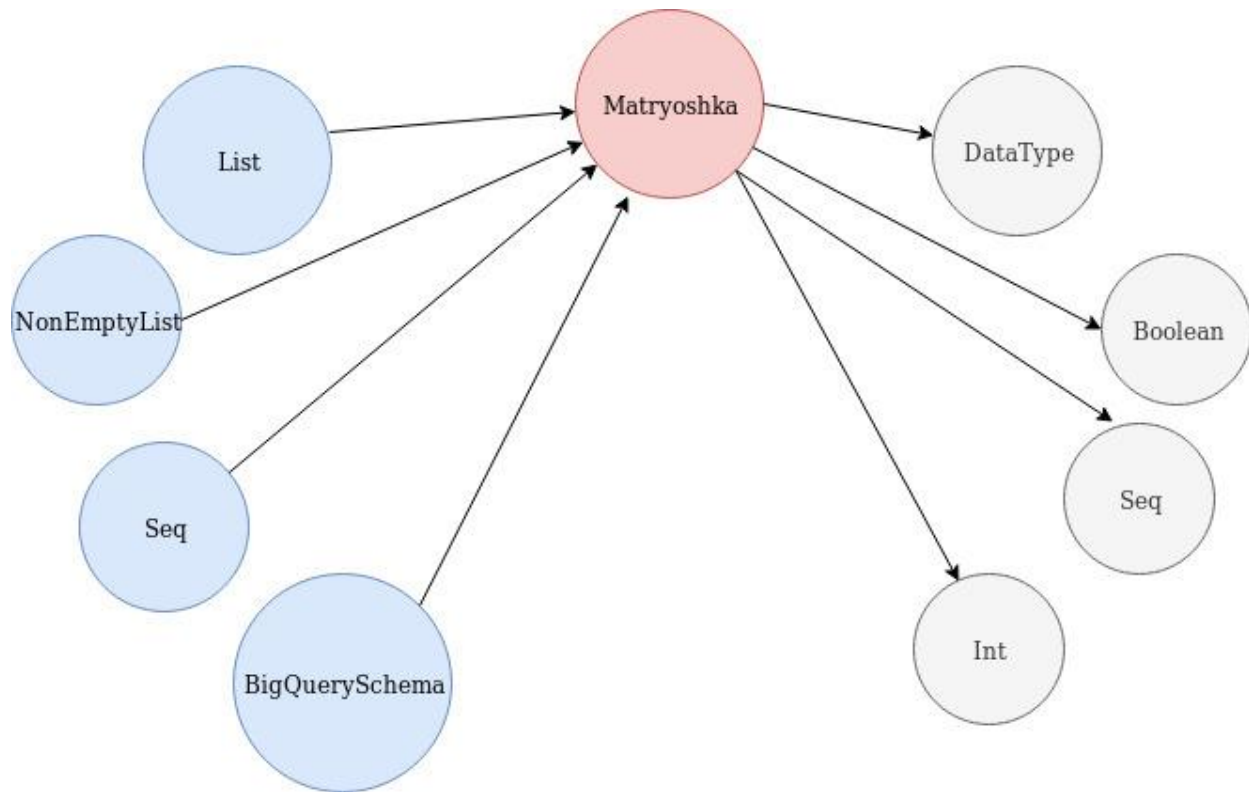 Matryoshka
List
DataType
NonEmptyList
Boolean
Seq
Seq
BigQuerySchema
Int